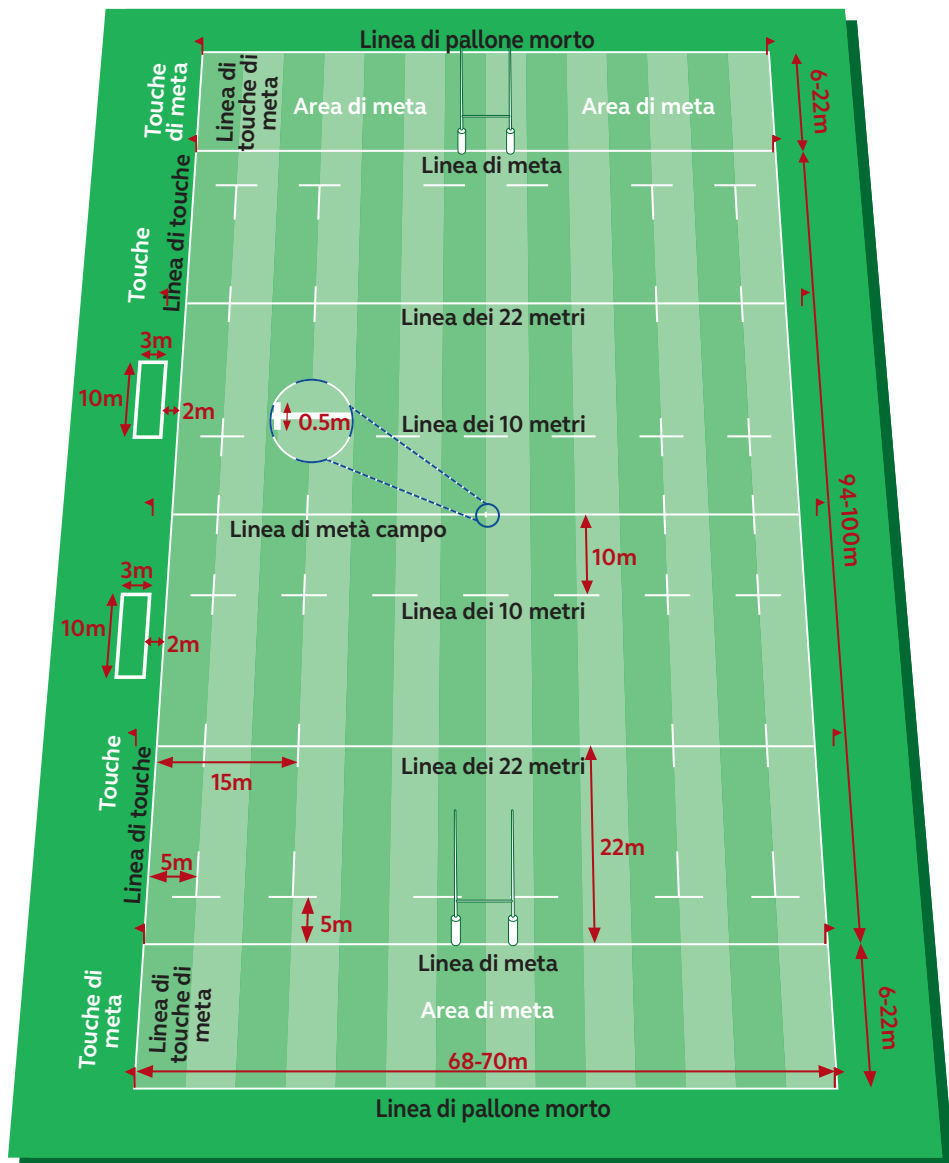 Linea di pallone morto
Touche
di meta
Linea di
touche di
meta
Area di meta
Area di meta
6-22m
Linea di meta
Linea di touche
Touche
Linea dei 22 metri
3m
10m
2m
0.5m
Linea dei 10 metri
94-100m
Linea di metà campo
10m
3m
10m
2m
Linea dei 10 metri
Touche
Linea di touche
Linea dei 22 metri
15m
22m
5m
5m
Linea di meta
Touche di
meta
Linea di
touche di
meta
Area di meta
6-22m
68-70m
Linea di pallone morto